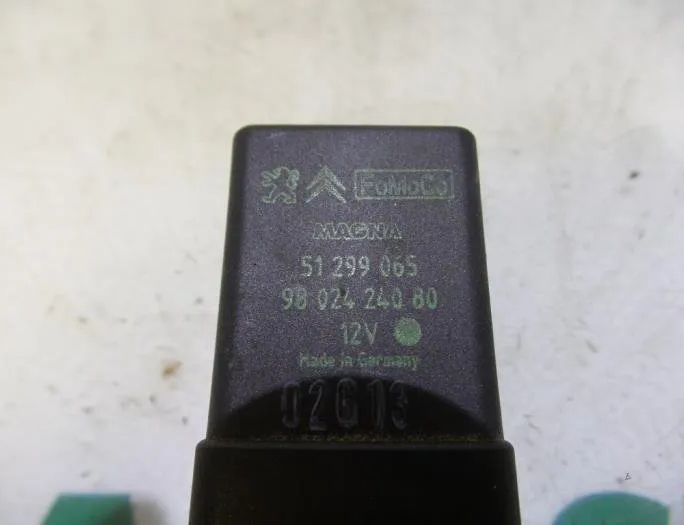 FoMoCo
MAGNA
51 299 065
98 024 240 80
12V
Made in Germany
02G13